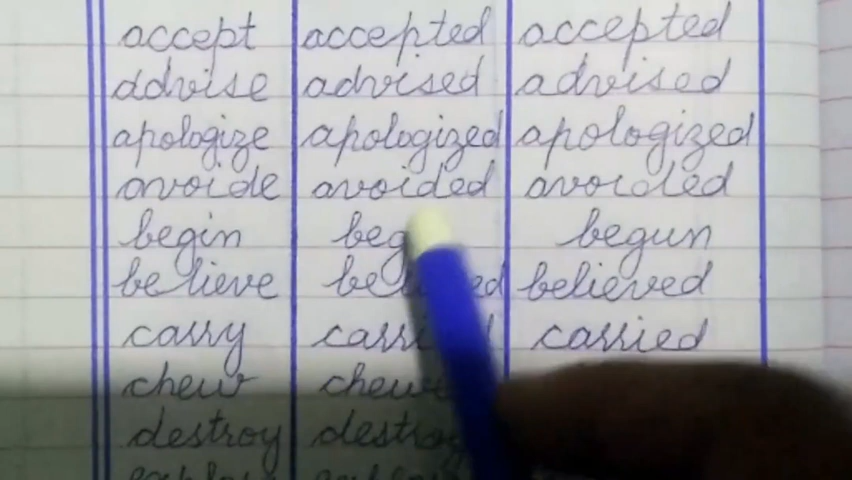 accept accepted accepted
advise advised advised
apologize apologized apologized
avoide avoided avoided
begin begun
believe believed
carry carried
chew
destroy